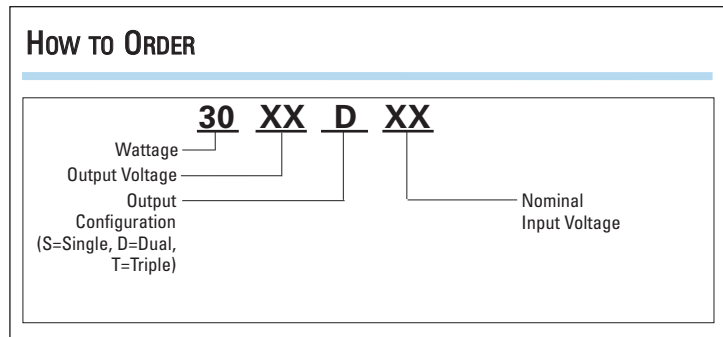 HOW TO ORDER
30 XX D XX
Wattage
Output Voltage
Output
Configuration
(S=Single, D=Dual,
T=Triple)
Nominal
Input Voltage